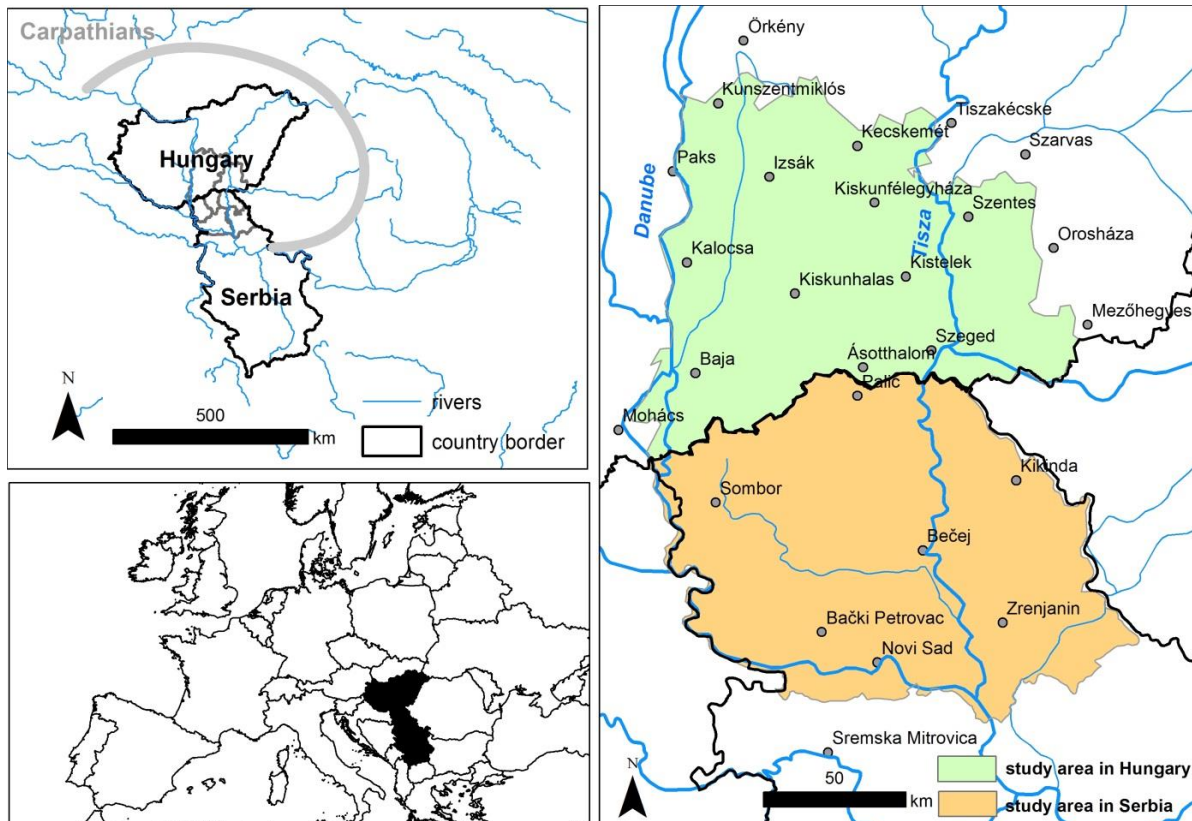 Carpathians
Hungary
Serbia
N
500
km
rivers
country border
Örkény
Kunszentmiklós
Tiszakécske
Kecskemét
Szarvas
Paks
Izsák
Kiskunfélegyháza
Szentes
Danube
Tisza
Orosháza
Kalocsa
Kistelek
Kiskunhalas
Mezőhegyes
Szeged
Ásotthalom
Baja
Palić
Mohács
Kikinda
Sombor
Bečej
Zrenjanin
Bački Petrovac
Novi Sad
Sremska Mitrovica
N
50
km
study area in Hungary
study area in Serbia